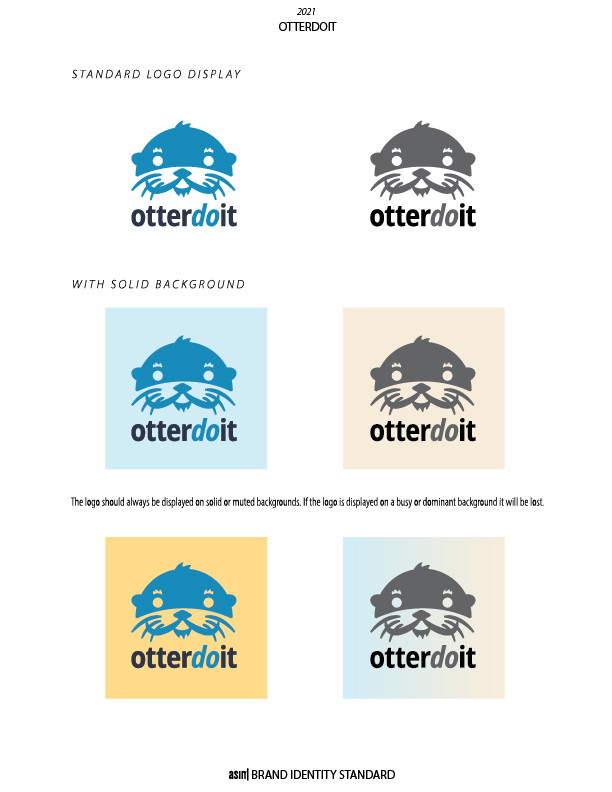 2021
OTTERDOIT
STANDARD LOGO DISPLAY
otterdoit otterdoit
WITH SOLID BACKGROUND
otterdoit otterdoit
The logo should always be displayed on solid or muted backgrounds. If the logo is displayed on a busy or dominant background it will be lost.
otterdoit otterdoit
asin| BRAND IDENTITY STANDARD